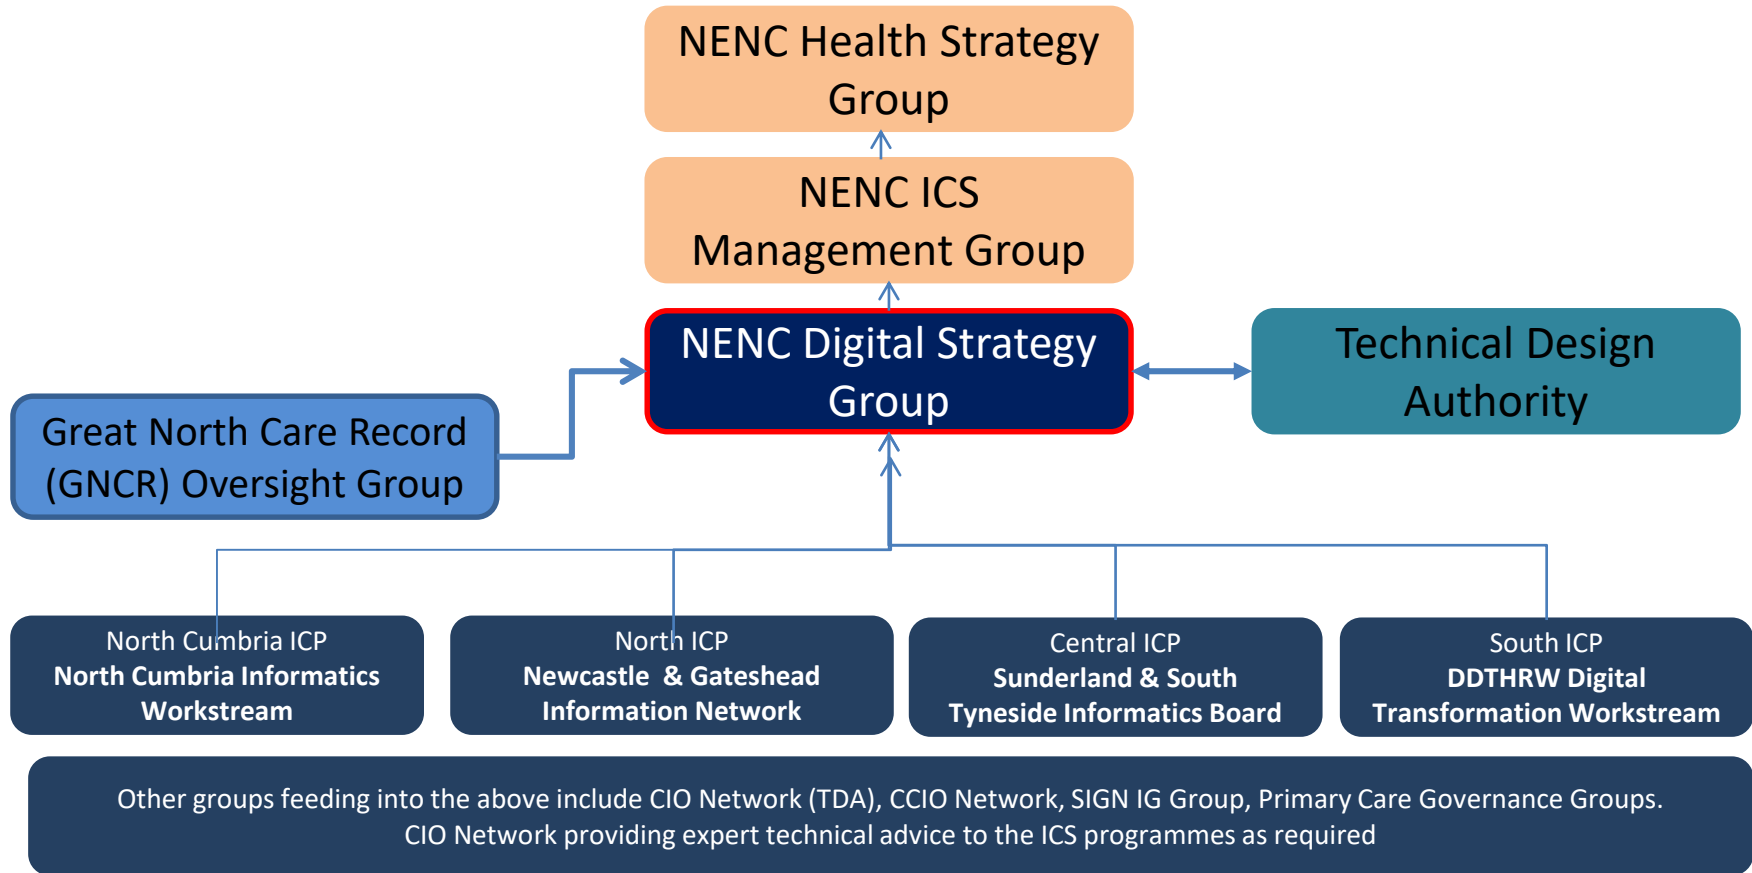 NENC Health Strategy
Group
NENC ICS
Management Group
NENC Digital Strategy
Group
Technical Design
Authority
Great North Care Record
(GNCR) Oversight Group
North Cumbria ICP
North Cumbria Informatics
Workstream
North ICP
Newcastle & Gateshead
Information Network
Central ICP
Sunderland & South
Tyneside Informatics Board
South ICP
DDTHRW Digital
Transformation Workstream
Other groups feeding into the above include CIO Network (TDA), CCIO Network, SIGN IG Group, Primary Care Governance Groups.
CIO Network providing expert technical advice to the ICS programmes as required